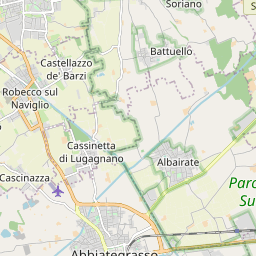 Soriano
Battuello
Castellazzo
de' Barzi
Robecco sul
Naviglio
Cassinetta
di Lugagnano
Albairate
Cascinazza
Parc
Su
Abbiategrasso